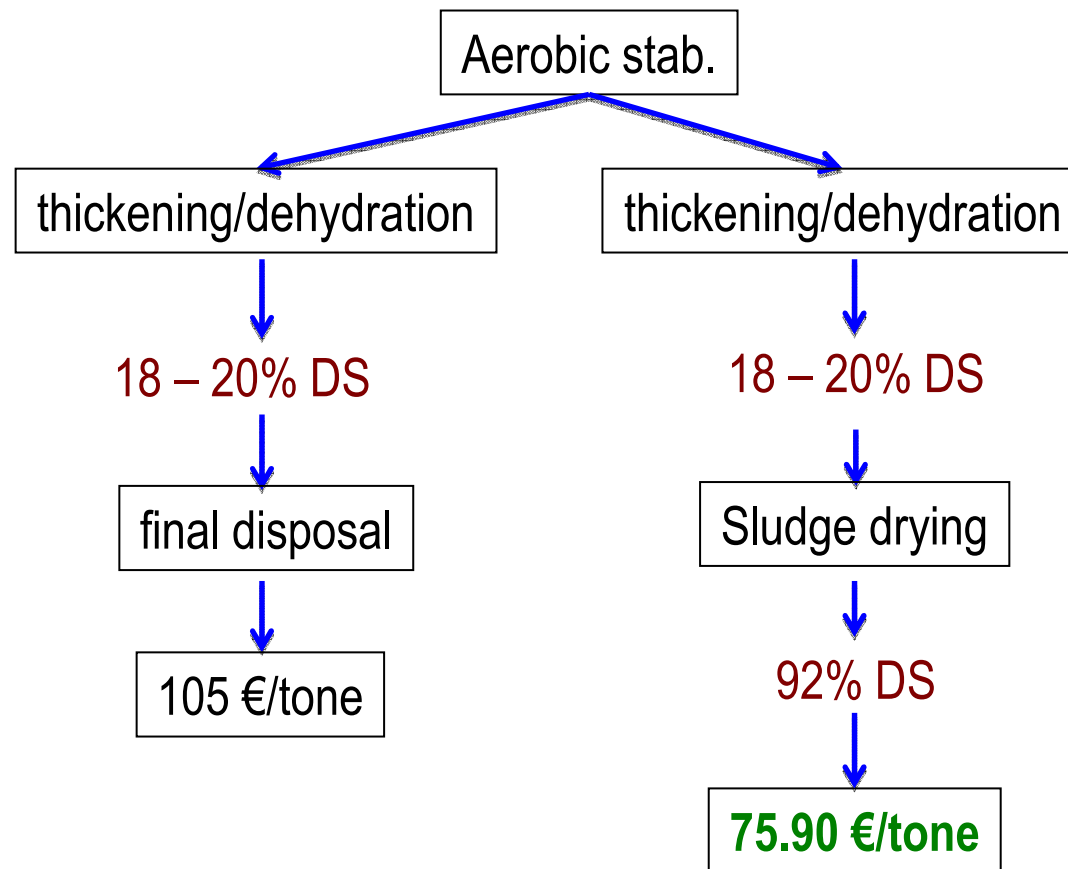 Aerobic stab.
thickening/dehydration
thickening/dehydration
18 – 20% DS
18 – 20% DS
final disposal
Sludge drying
105 €/tone
92% DS
75.90 €/tone